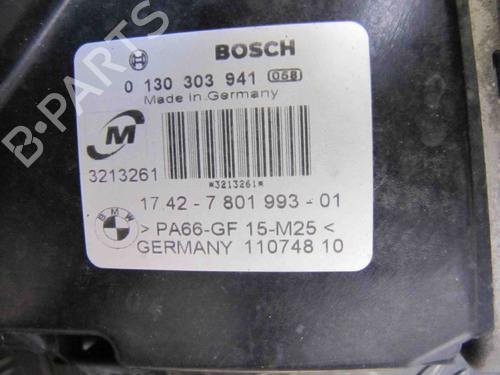 BOSCH
0 130 303 941 058
Made in Germany
M
3213261
*3213261*
17.42 - 7 801 993 - 01
BMW
> PA66-GF 15-M25 <
GERMANY 110748 10
B-PARTS